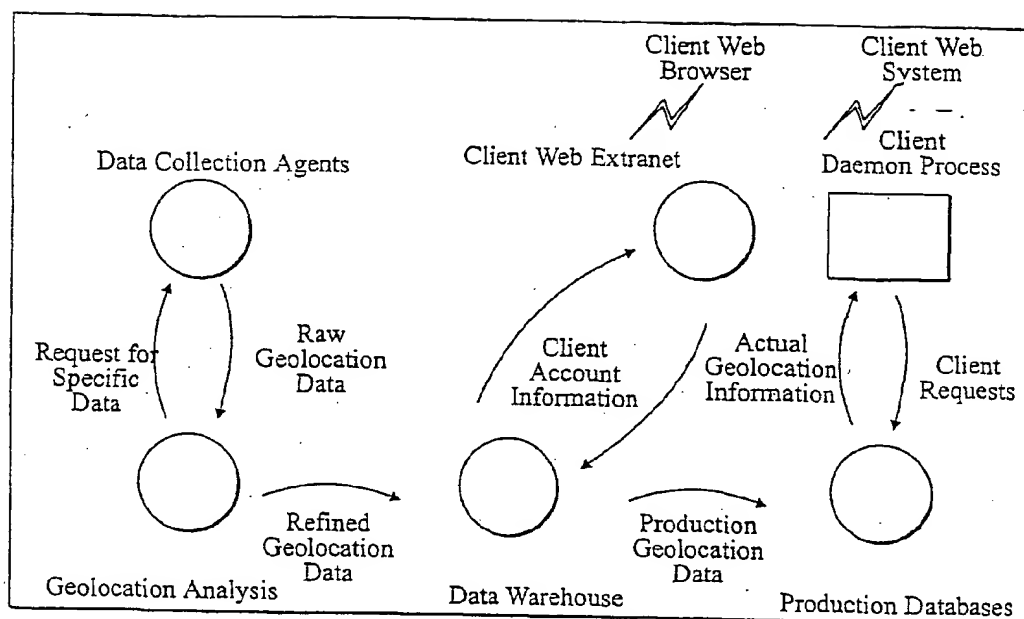 Client Web
Browser
Client Web
System
Data Collection Agents
Client Web Extranet
Client
Daemon Process
Request for
Specific
Data
Raw
Geolocation
Data
Client
Account
Information
Actual
Geolocation
Information
Client
Requests
Refined
Geolocation
Data
Production
Geolocation
Data
Geolocation Analysis
Data Warehouse
Production Databases